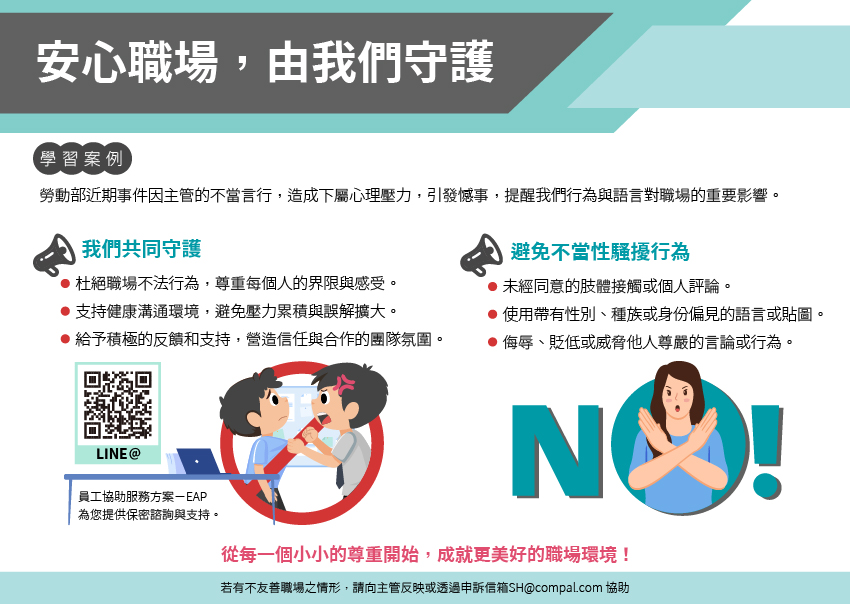 安心職場，由我們守護
學習案例
勞動部近期事件因主管的不當言行，造成下屬心理壓力，引發憾事，提醒我們行為與語言對職場的重要影響。
我們共同守護
● 杜絕職場不法行為，尊重每個人的界限與感受。
● 支持健康溝通環境，避免壓力累積與誤解擴大。
● 給予積極的反饋和支持，營造信任與合作的團隊氛圍。
避免不當性騷擾行為
● 未經同意的肢體接觸或個人評論。
● 使用帶有性別、種族或身份偏見的語言或貼圖。
● 侮辱、貶低或威脅他人尊嚴的言論或行為。
LINE@
員工協助服務方案－EAP
為您提供保密諮詢與支持。
NO!
從每一個小小的尊重開始，成就更美好的職場環境！
若有不友善職場之情形，請向主管反映或透過申訴信箱SH@compal.com 協助